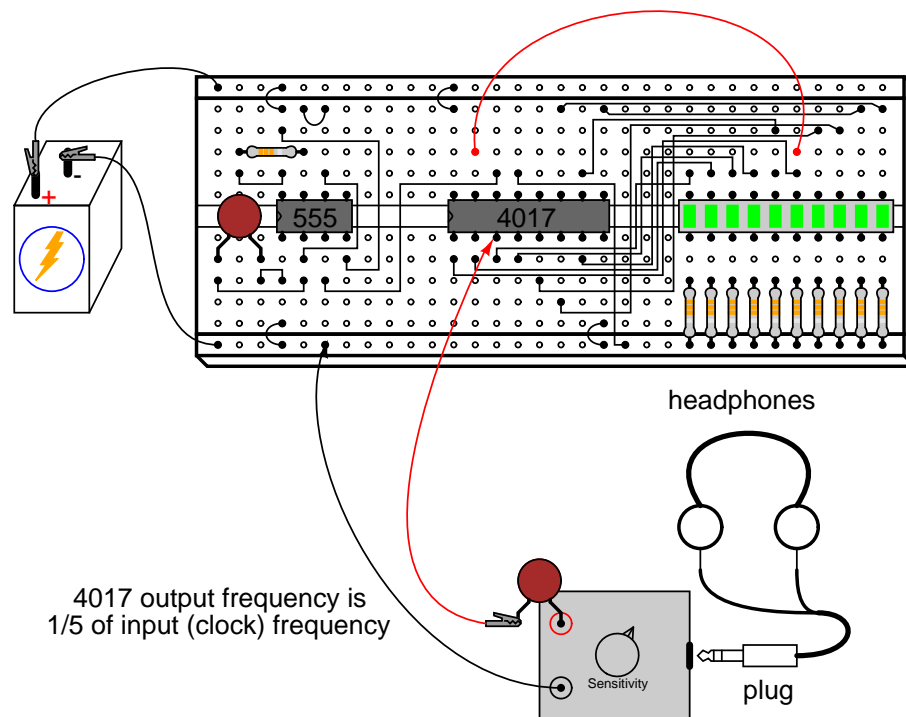 555
4017
+
-
headphones
4017 output frequency is
1/5 of input (clock) frequency
Sensitivity
plug